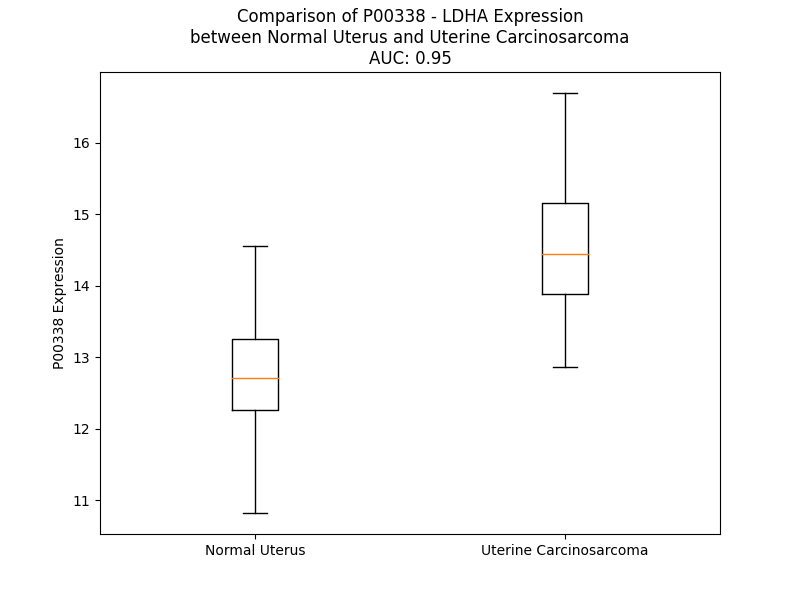 Comparison of P00338 - LDHA Expression
between Normal Uterus and Uterine Carcinosarcoma
AUC: 0.95
P00338 Expression
16
15
14
13
12
11
Normal Uterus
Uterine Carcinosarcoma